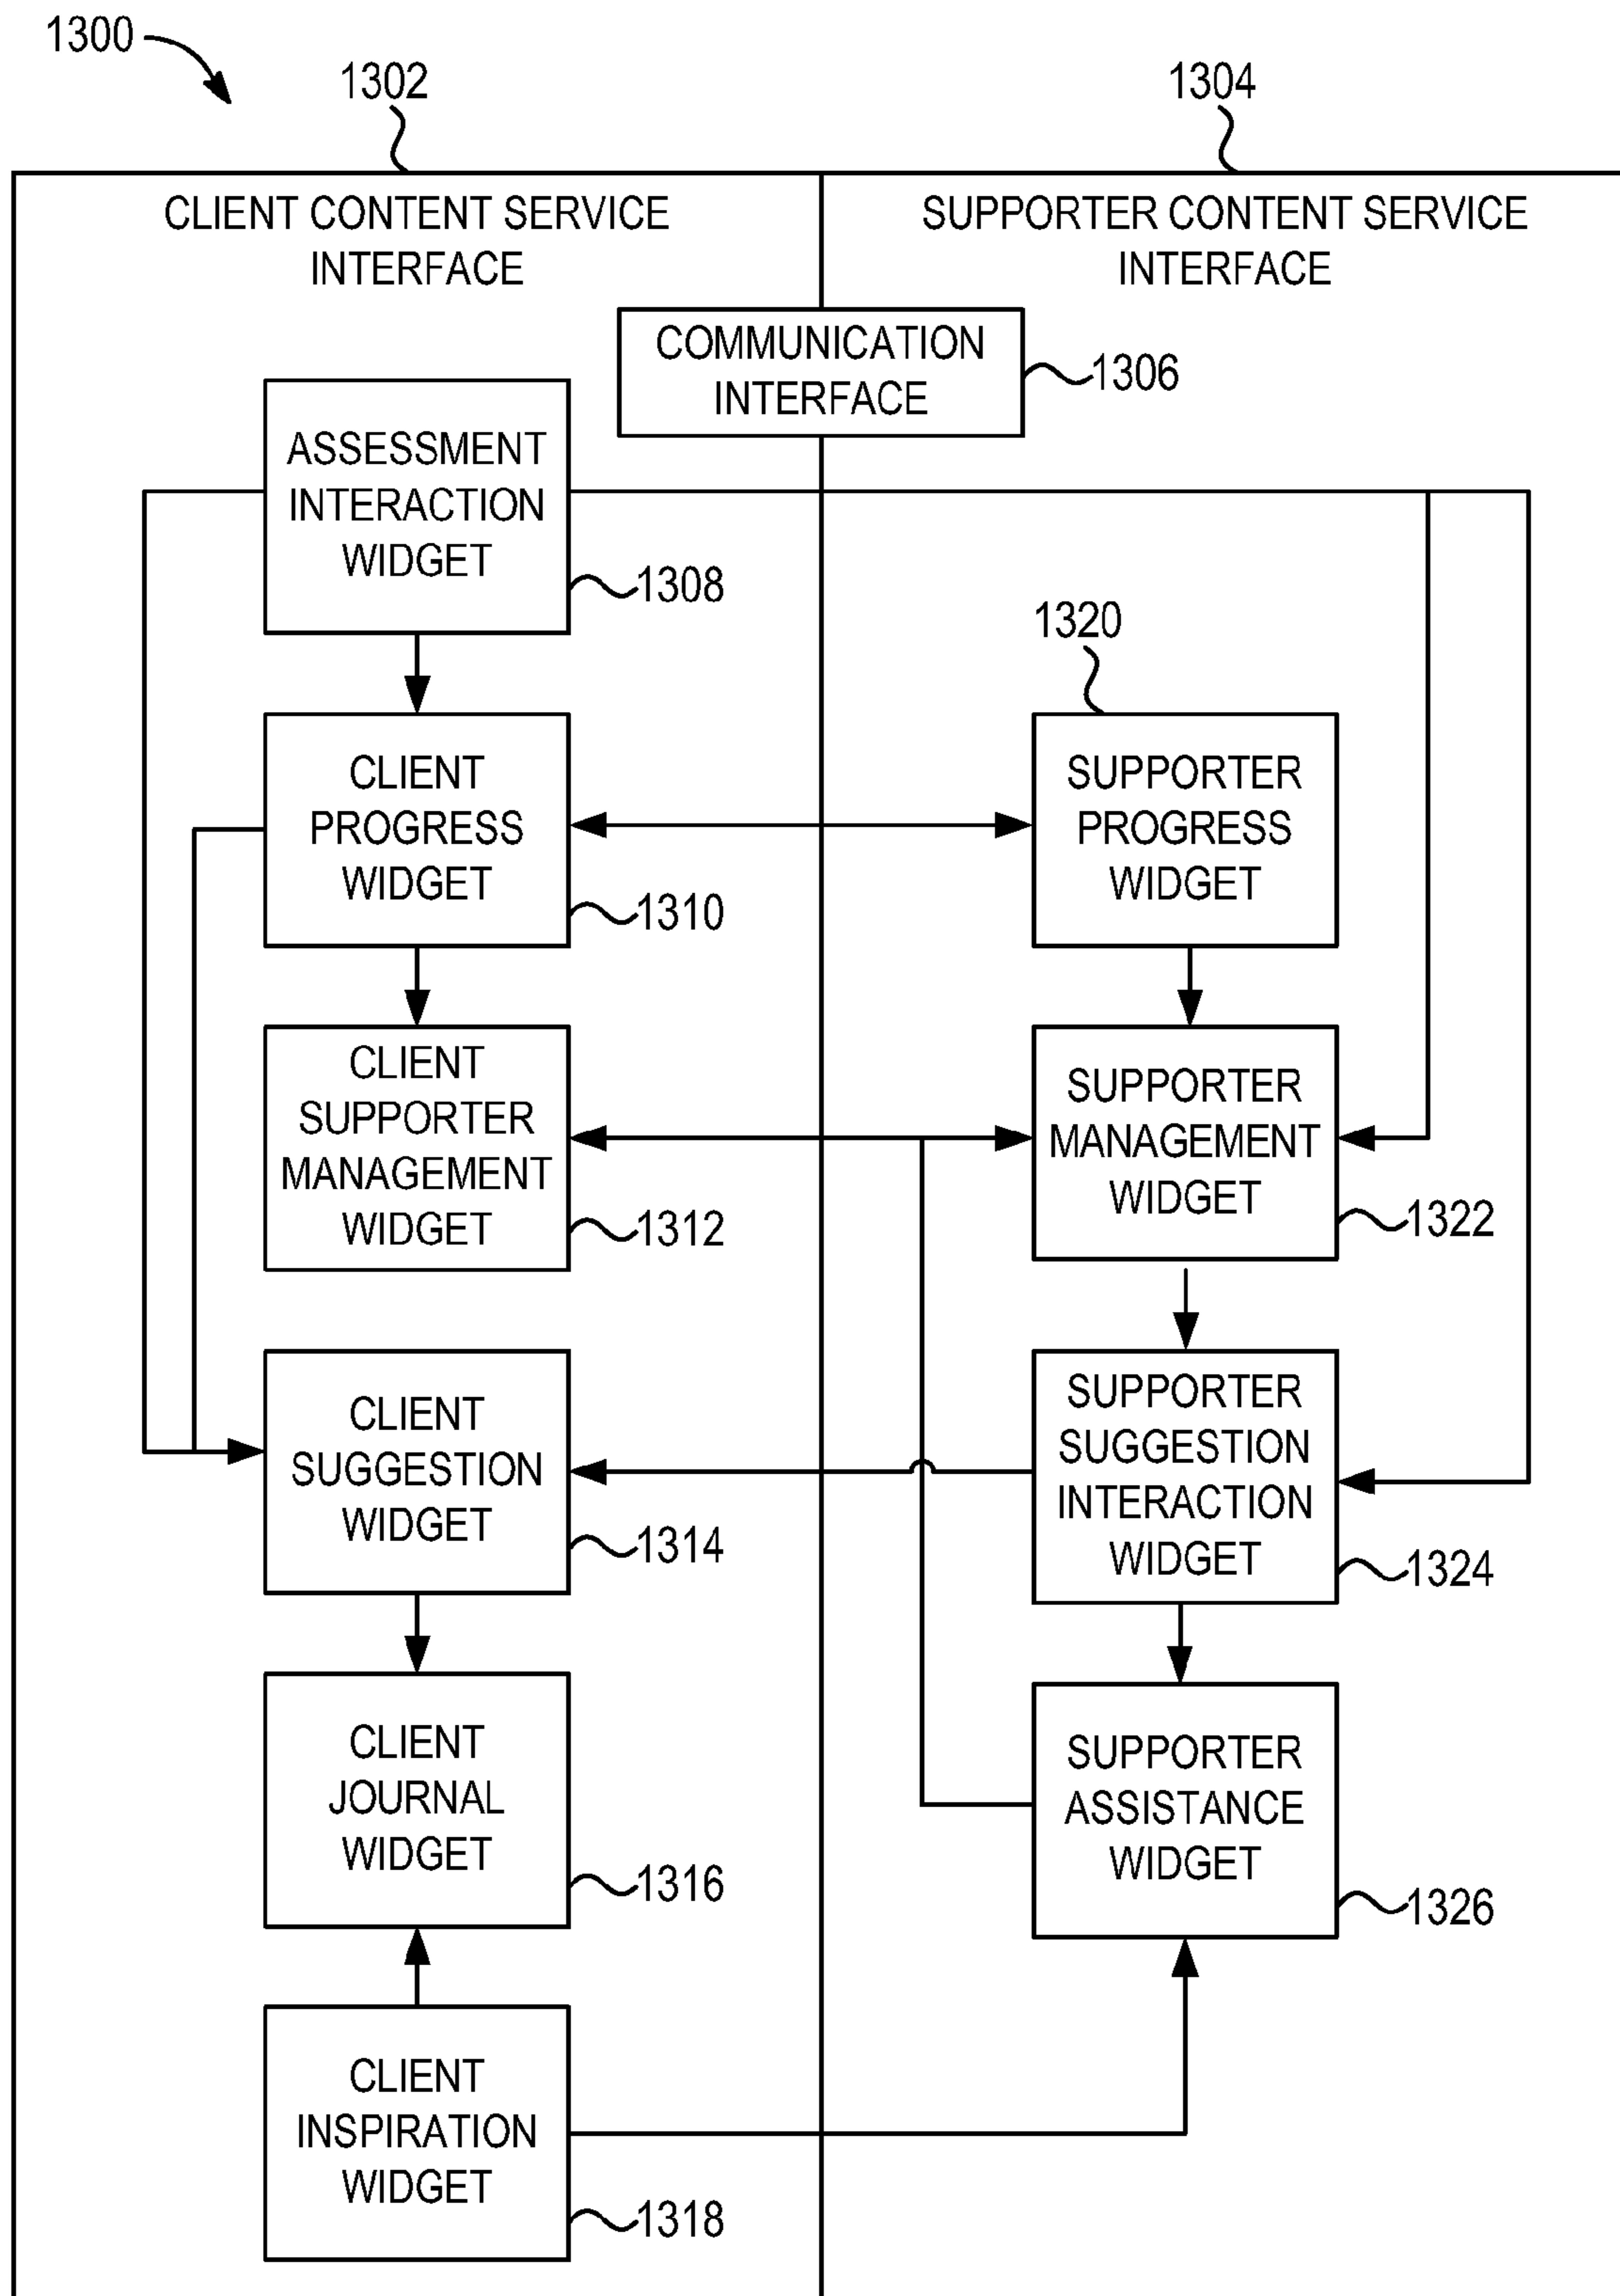 1300
1302
1304
CLIENT CONTENT SERVICE
INTERFACE
SUPPORTER CONTENT SERVICE
INTERFACE
COMMUNICATION
INTERFACE
1306
ASSESSMENT
INTERACTION
WIDGET
1308
1320
CLIENT
PROGRESS
WIDGET
1310
SUPPORTER
PROGRESS
WIDGET
CLIENT
SUPPORTER
MANAGEMENT
WIDGET
1312
SUPPORTER
MANAGEMENT
WIDGET
1322
CLIENT
SUGGESTION
WIDGET
1314
SUPPORTER
SUGGESTION
INTERACTION
WIDGET
1324
CLIENT
JOURNAL
WIDGET
1316
SUPPORTER
ASSISTANCE
WIDGET
1326
CLIENT
INSPIRATION
WIDGET
1318